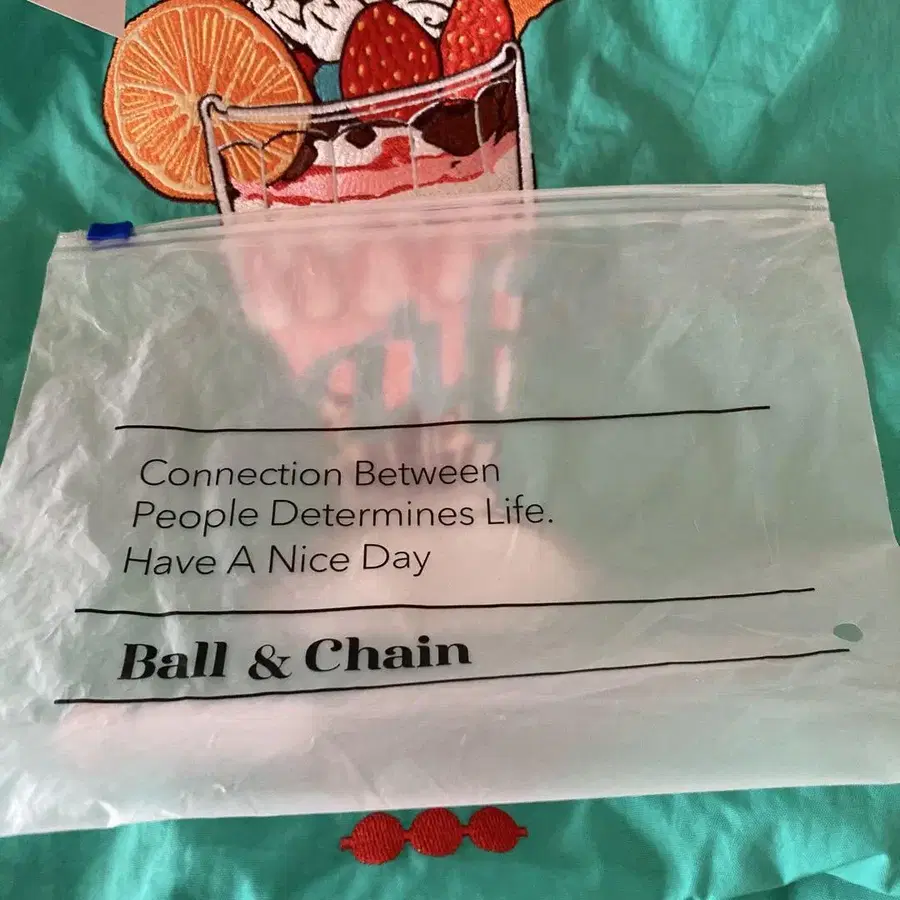 Connection Between
People Determines Life.
Have A Nice Day
Ball & Chain